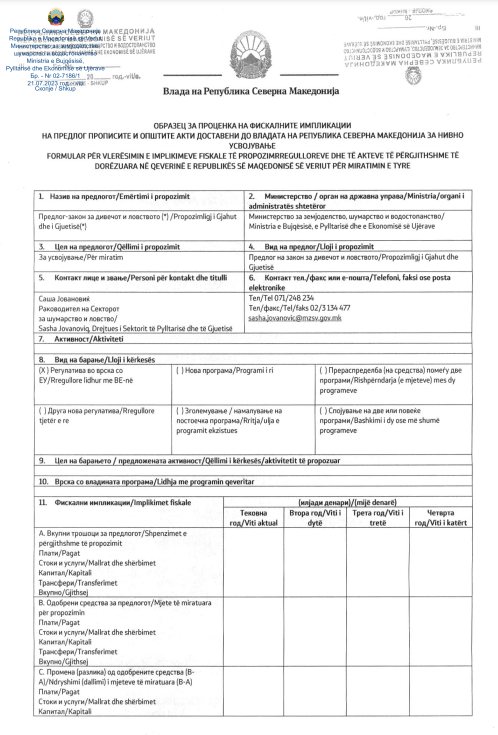 Бр. - Nr 02-7186/1
21.07.2023 год.-viti
Скопје / Shkup
Влада на Република Северна Македонија
ОБРАЗЕЦ ЗА ПРОЦЕНКА НА ФИСКАЛНИТЕ ИМПЛИКАЦИИ
НА ПРЕДЛОГ ПРОПИСИТЕ И ОПШТИТЕ АКТИ ДОСТАВЕНИ ДО ВЛАДАТА НА РЕПУБЛИКА СЕВЕРНА МАКЕДОНИЈА ЗА НИВНО
УСВОЈУВАЊЕ
FORMULAR PËR VLERËSIMIN E IMPLIKIMEVE FISKALE TË PROPOZIMRREGULLOREVE DHE TË AKTEVE TË PËRGJITHSHME TË
DORËZUARA NË QEVERINË E REPUBLIKËS SË MAQEDONISË SË VERIUT PËR MIRATIMIN E TYRE
1. Назив на предлогот/Emërtimi i propozimit
2. Министерство / орган на државна управа/Ministria/organi i
administratës shtetëror
Предлог-закон за дивечот и ловството (*) /Propozimligj i Gjahut
dhe i Gjuetisë(*)
Министерство за земјоделство, шумарство и водостопанство/
Ministria e Bujqësisë, e Pylltarisë dhe e Ekonomisë së Ujërave
3. Цел на предлогот/Qëllimi i propozimit
4. Вид на предлог/Lloji i propozimit
За усвојување/Për miratim
Предлог на закон за дивечот и ловството/Propozimligj i Gjahut dhe
Gjuetisë
5. Контакт лице и звање/Personi për kontakt dhe titulli
6. Контакт тел./факс или е-пошта/Telefoni, faksi ose posta
elektronike
Саша Јовановиќ
Раководител на Секторот
за шумарство и ловство/
Sasha Jovanoviq, Drejtues i Sektorit të Pylltarisë dhe të Gjuetisë
Тел/Tel 071/248 234
Тел/факс/Tel/faks 02/3 134 477
sasha.jovanovic@mzsv.gov.mk
7. Активност/Aktiviteti
8. Вид на барање/Lloji i kërkesës
(X) Регулатива во врска со
ЕУ/Rregullore lidhur me BE-në
( ) Нова програма/Programi i ri
( ) Прераспределба (на средства) помеѓу две
програми/Rishpërndarja (e mjeteve) mes dy
programeve
( ) Друга нова регулатива/Rregullore
tjetër e re
( ) Зголемување / намалување на
постоечка програма/Rritja/ulja e
programit ekzistues
( ) Спојување на две или повеќе
програми/Bashkimi i dy ose më shumë
programeve
9. Цел на барањето / предложената активност/Qëllimi i kërkesës/aktivitetit të propozuar
10. Врска со владината програма/Lidhja me programin qeveritar
11. Фискални импликации/Implikimet fiskale
(илјади денари)/(mijë denarë)
Тековна
год/Viti aktual
Втора год/Viti i
dytë
Трета год/Viti i
tretë
Четврта
год/Viti i katërt
А. Вкупни трошоци за предлогот/Shpenzimet e
përgjithshme të propozimit
Плати/Pagat
Стоки и услуги/Mallrat dhe shërbimet
Капитал/Kapitali
Трансфери/Transferimet
Вкупно/Gjithsej
В. Одобрени средства за предлогот/Mjete të miratuara
për propozimin
Плати/Pagat
Стоки и услуги/Mallrat dhe shërbimet
Капитал/Kapitali
Трансфери/Transferimet
Вкупно/Gjithsej
С. Промена (разлика) од одобрените средства (В-
А)/Ndryshimi (dallimi) i mjeteve të miratuara (B-A)
Плати/Pagat
Стоки и услуги/Mallrat dhe shërbimet
Капитал/Kapitali